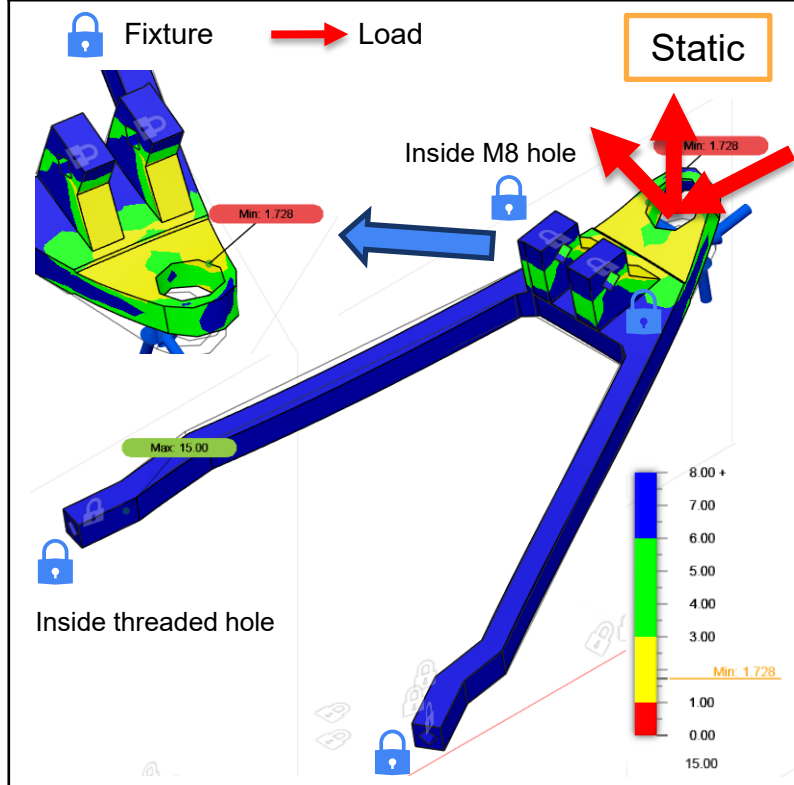 Fixture
Load
Static
Inside M8 hole
Min: 1.728
Min: 1.728
Max: 15.00
Inside threaded hole
8.00 +
7.00
6.00
5.00
4.00
3.00
Min: 1.728
1.00
0.00
15.00